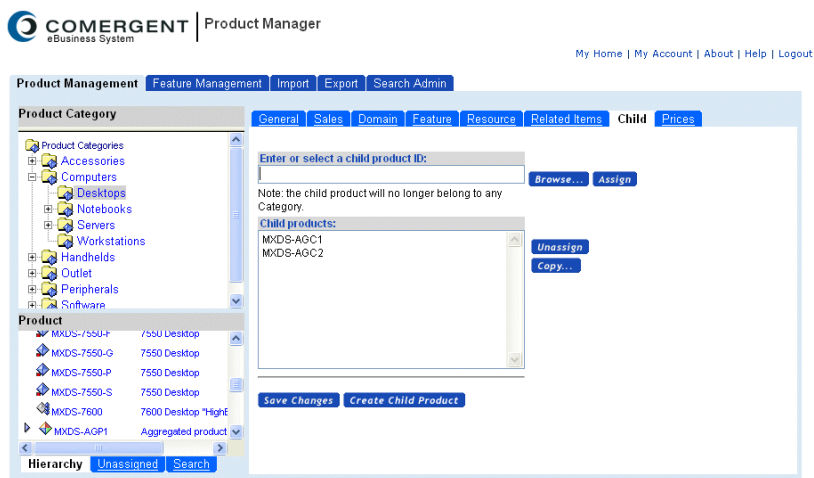 COMERGENT
eBusiness System
Product Manager
My Home | My Account | About | Help | Logout
Product Management Feature Management Import Export Search Admin
Product Category
Product Categories
Accessories
Computers
Desktops
Notebooks
Servers
Workstations
Handhelds
Outlet
Peripherals
Software
Product
MXDS-7550-F 7550 Desktop
MXDS-7550-G 7550 Desktop
MXDS-7550-P 7550 Desktop
MXDS-7550-S 7550 Desktop
MXDS-7600 7600 Desktop "HighE
MXDS-AGP1 Aggregated product
Hierarchy Unassigned Search
General Sales Domain Feature Resource Related Items Child Prices
Enter or select a child product ID:
Browse... Assign
Note: the child product will no longer belong to any
Category.
Child products:
MXDS-AGC1
MXDS-AGC2
Unassign
Copy...
Save Changes Create Child Product